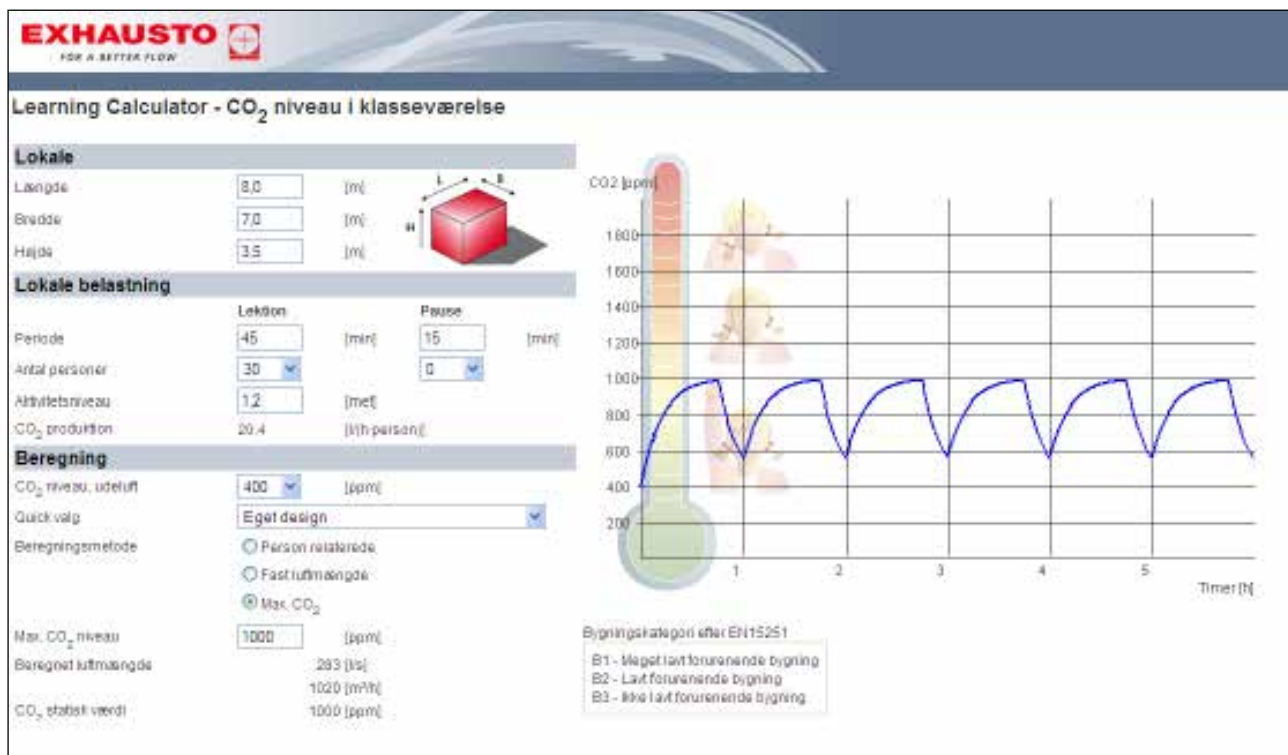 EXHAUSTO
FOR A BETTER FLOW
Learning Calculator - CO2 niveau i klasseværelse
Lokale
Længde 8,0 [m]
Bredde 7,0 [m]
Højde 3,5 [m]
L B
H
Lokale belastning
Lektion Pause
Periode 45 [min] 15 [min]
Antal personer 30 0
Aktivitetsniveau 1,2 [met]
CO2 produktion 20.4 [l/(h·person)]
Beregning
CO2 niveau, udeluft 400 [ppm]
Quick valg Eget design
Beregningsmetode Person relaterede
Fast luftmængde
Max. CO2
Max. CO2 niveau 1000 [ppm]
Beregnet luftmængde 283 [l/s]
1020 [m³/h]
CO2 statisk værdi 1000 [ppm]
CO2 [ppm]
1800
1600
1400
1200
1000
800
600
400
200
1 2 3 4 5
Timer [h]
Bygningskategori efter EN15251
B1 - Meget lavt forurenende bygning
B2 - Lavt forurenende bygning
B3 - Ikke lavt forurenende bygning